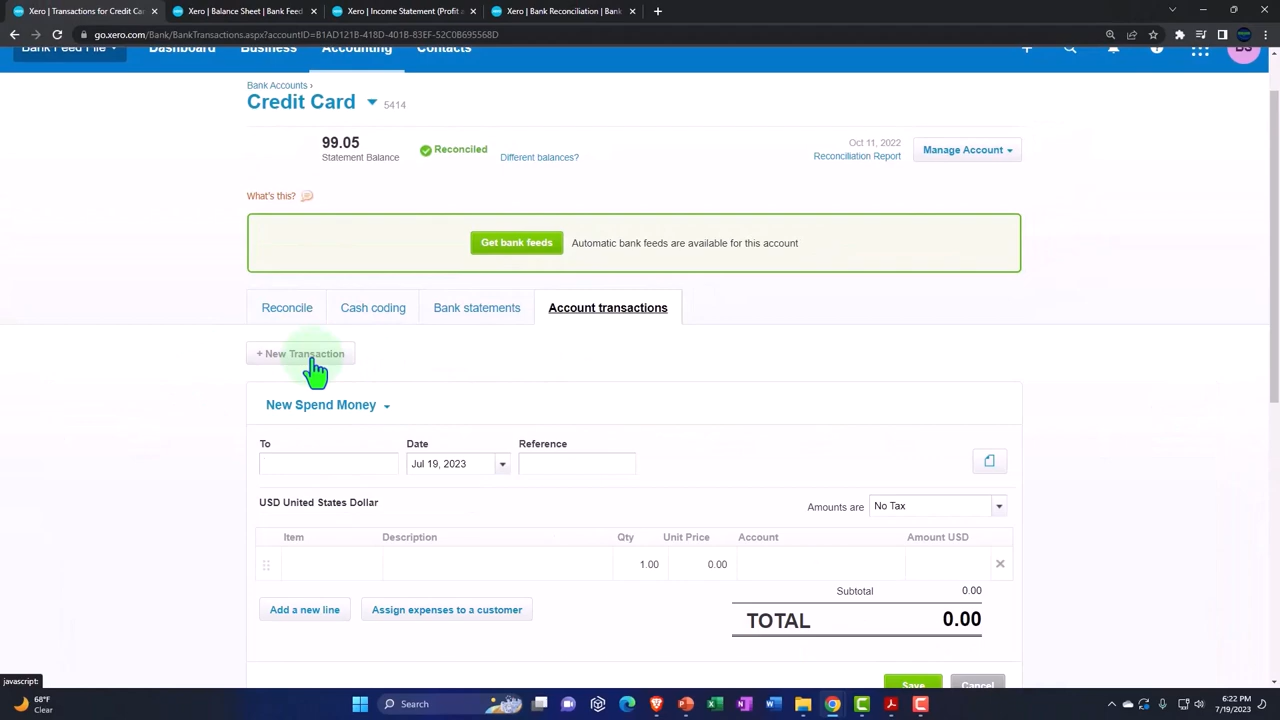 Xero | Transactions for Credit Car
Xero | Balance Sheet | Bank Feed
Xero | Income Statement (Profit a
Xero | Bank Reconciliation | Bank
go.xero.com/Bank/BankTransactions.aspx?accountID=B1AD121B-418D-401B-83EF-52C0B695568D
Bank Feed File
Dashboard
Business
Accounting
Contacts
Bank Accounts ›
Credit Card 5414
99.05
Statement Balance
Reconciled
Different balances?
Oct 11, 2022
Reconciliation Report
Manage Account
What's this?
Get bank feeds
Automatic bank feeds are available for this account
Reconcile
Cash coding
Bank statements
Account transactions
+ New Transaction
New Spend Money
To Date Reference
Jul 19, 2023
USD United States Dollar
Amounts are No Tax
Item Description Qty Unit Price Account Amount USD
1.00 0.00
Subtotal 0.00
Add a new line
Assign expenses to a customer
TOTAL 0.00
Save
Cancel
javascript:
68°F
Clear
Search
6:22 PM
7/19/2023